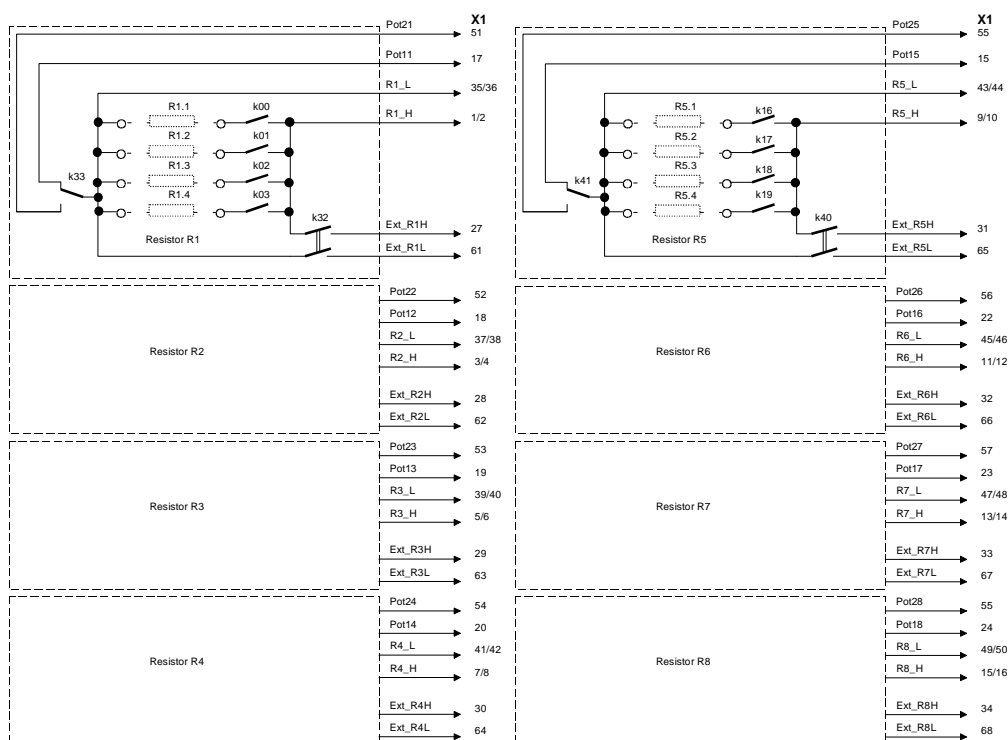 X1
Pot21 51
Pot11 17
R1_L 35/36
R1_H 1/2
R1.1 k00
R1.2 k01
R1.3 k02
R1.4 k03
k33
k32
Resistor R1
Ext_R1H 27
Ext_R1L 61
Resistor R2
Pot22 52
Pot12 18
R2_L 37/38
R2_H 3/4
Ext_R2H 28
Ext_R2L 62
Resistor R3
Pot23 53
Pot13 19
R3_L 39/40
R3_H 5/6
Ext_R3H 29
Ext_R3L 63
Resistor R4
Pot24 54
Pot14 20
R4_L 41/42
R4_H 7/8
Ext_R4H 30
Ext_R4L 64
X1
Pot25 55
Pot15 15
R5_L 43/44
R5_H 9/10
R5.1 k16
R5.2 k17
R5.3 k18
R5.4 k19
k41
k40
Resistor R5
Ext_R5H 31
Ext_R5L 65
Resistor R6
Pot26 56
Pot16 22
R6_L 45/46
R6_H 11/12
Ext_R6H 32
Ext_R6L 66
Resistor R7
Pot27 57
Pot17 23
R7_L 47/48
R7_H 13/14
Ext_R7H 33
Ext_R7L 67
Resistor R8
Pot28 55
Pot18 24
R8_L 49/50
R8_H 15/16
Ext_R8H 34
Ext_R8L 68